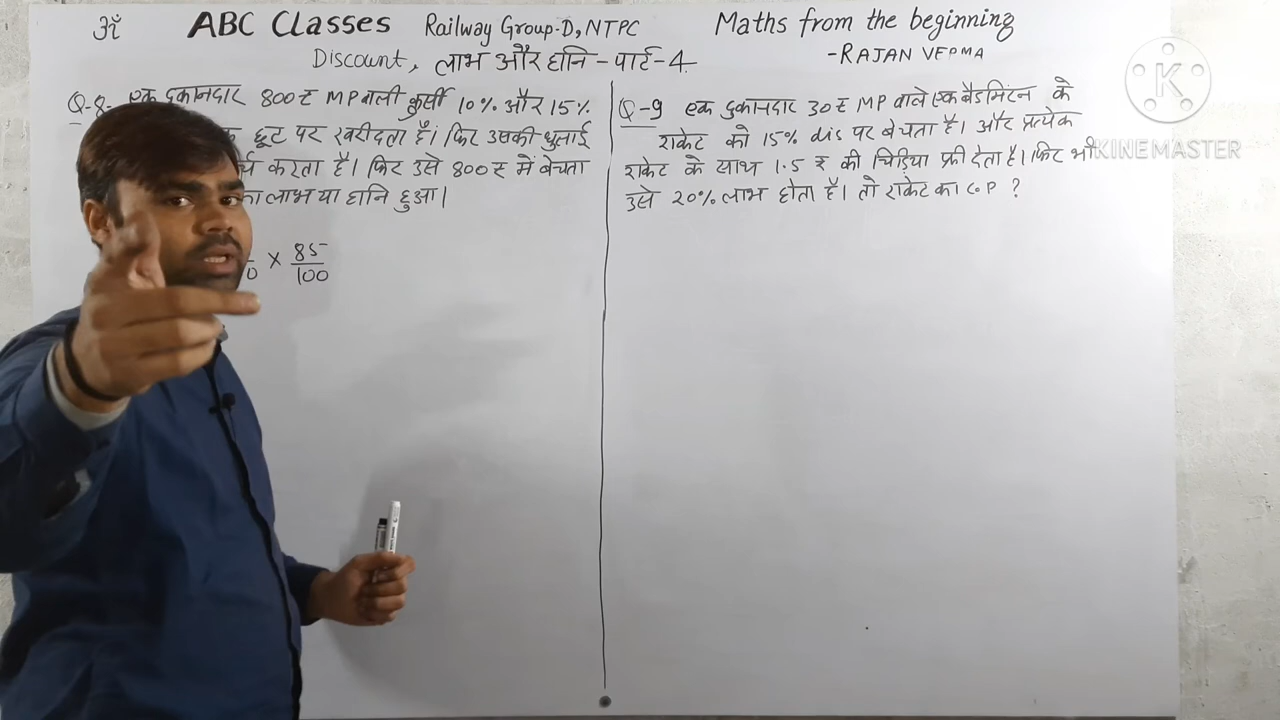 ॐ ABC Classes Railway Group-D, NTPC Maths from the beginning
Discount, लाभ और हानि - पार्ट-4
-RAJAN VERMA
Q-8- एक दुकानदार 800₹ MP वाली कुर्सी 10% और 15%
छूट पर खरीदता है। फिर उसकी धुलाई
करता है। फिर उसे 800₹ में बेचता
लाभ या हानि हुआ।
0 × 85
100
Q-9 एक दुकानदार 30₹ MP वाले एक बैडमिंटन के
राकेट को 15% dis पर बेचता है। और प्रत्येक
राकेट के साथ 1.5 ₹ की चिड़िया फ्री देता है। फिर भी
उसे 20% लाभ होता है। तो राकेट का CP ?
K
KINEMASTER